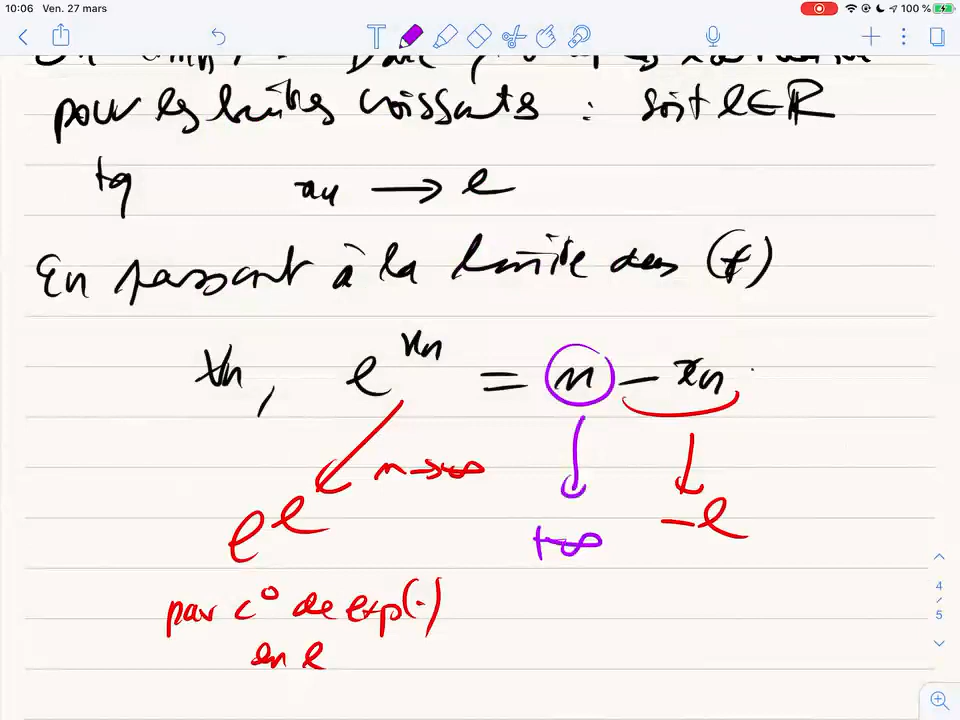 10:06 Ven. 27 mars
100 %
T
pour les suites croissantes : soit l ∈ ℝ
tq xn → l
En passant à la limite dans (*)
∀n, e^xn = n - xn
n → ∞
e^l +∞ -l
4
/
5
par c° de exp(·)
en l